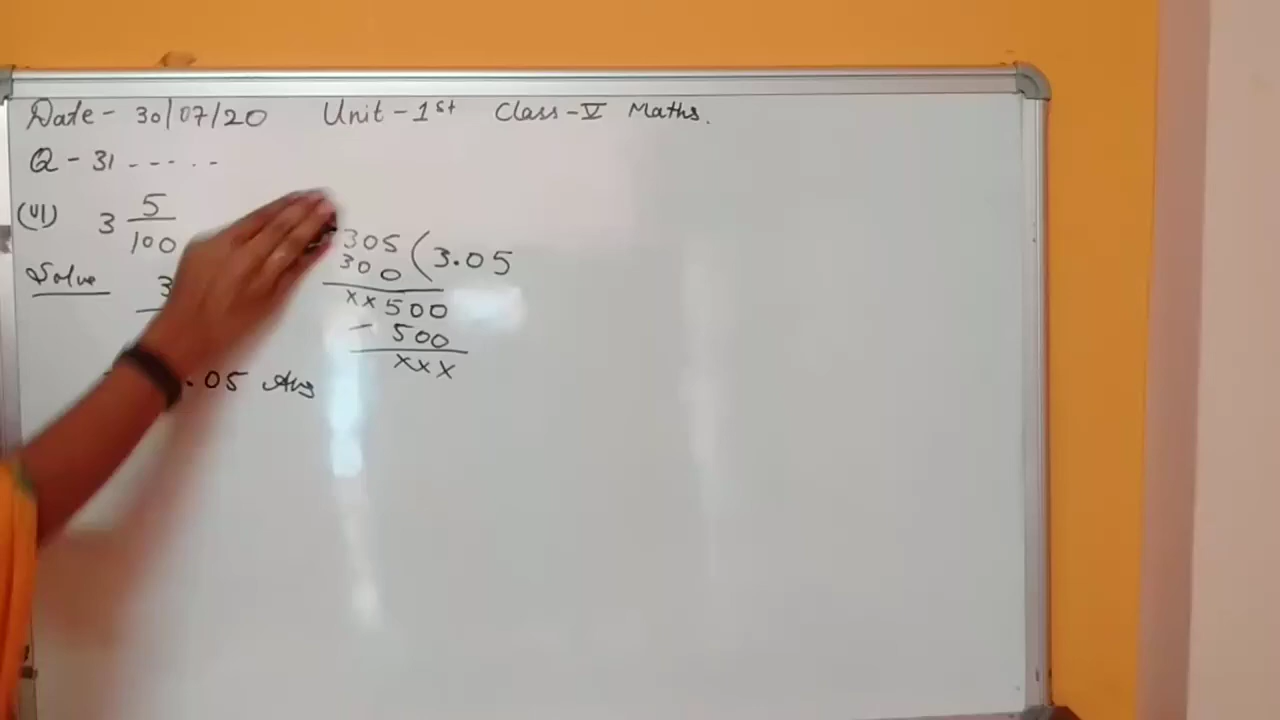 Date - 30/07/20 Unit - 1st Class - V Maths.
Q - 31 - - - - -
(VI) 3 5/100
Solve 3
305 ( 3.05
300
xx500
- 500
xxx
.05 Ans